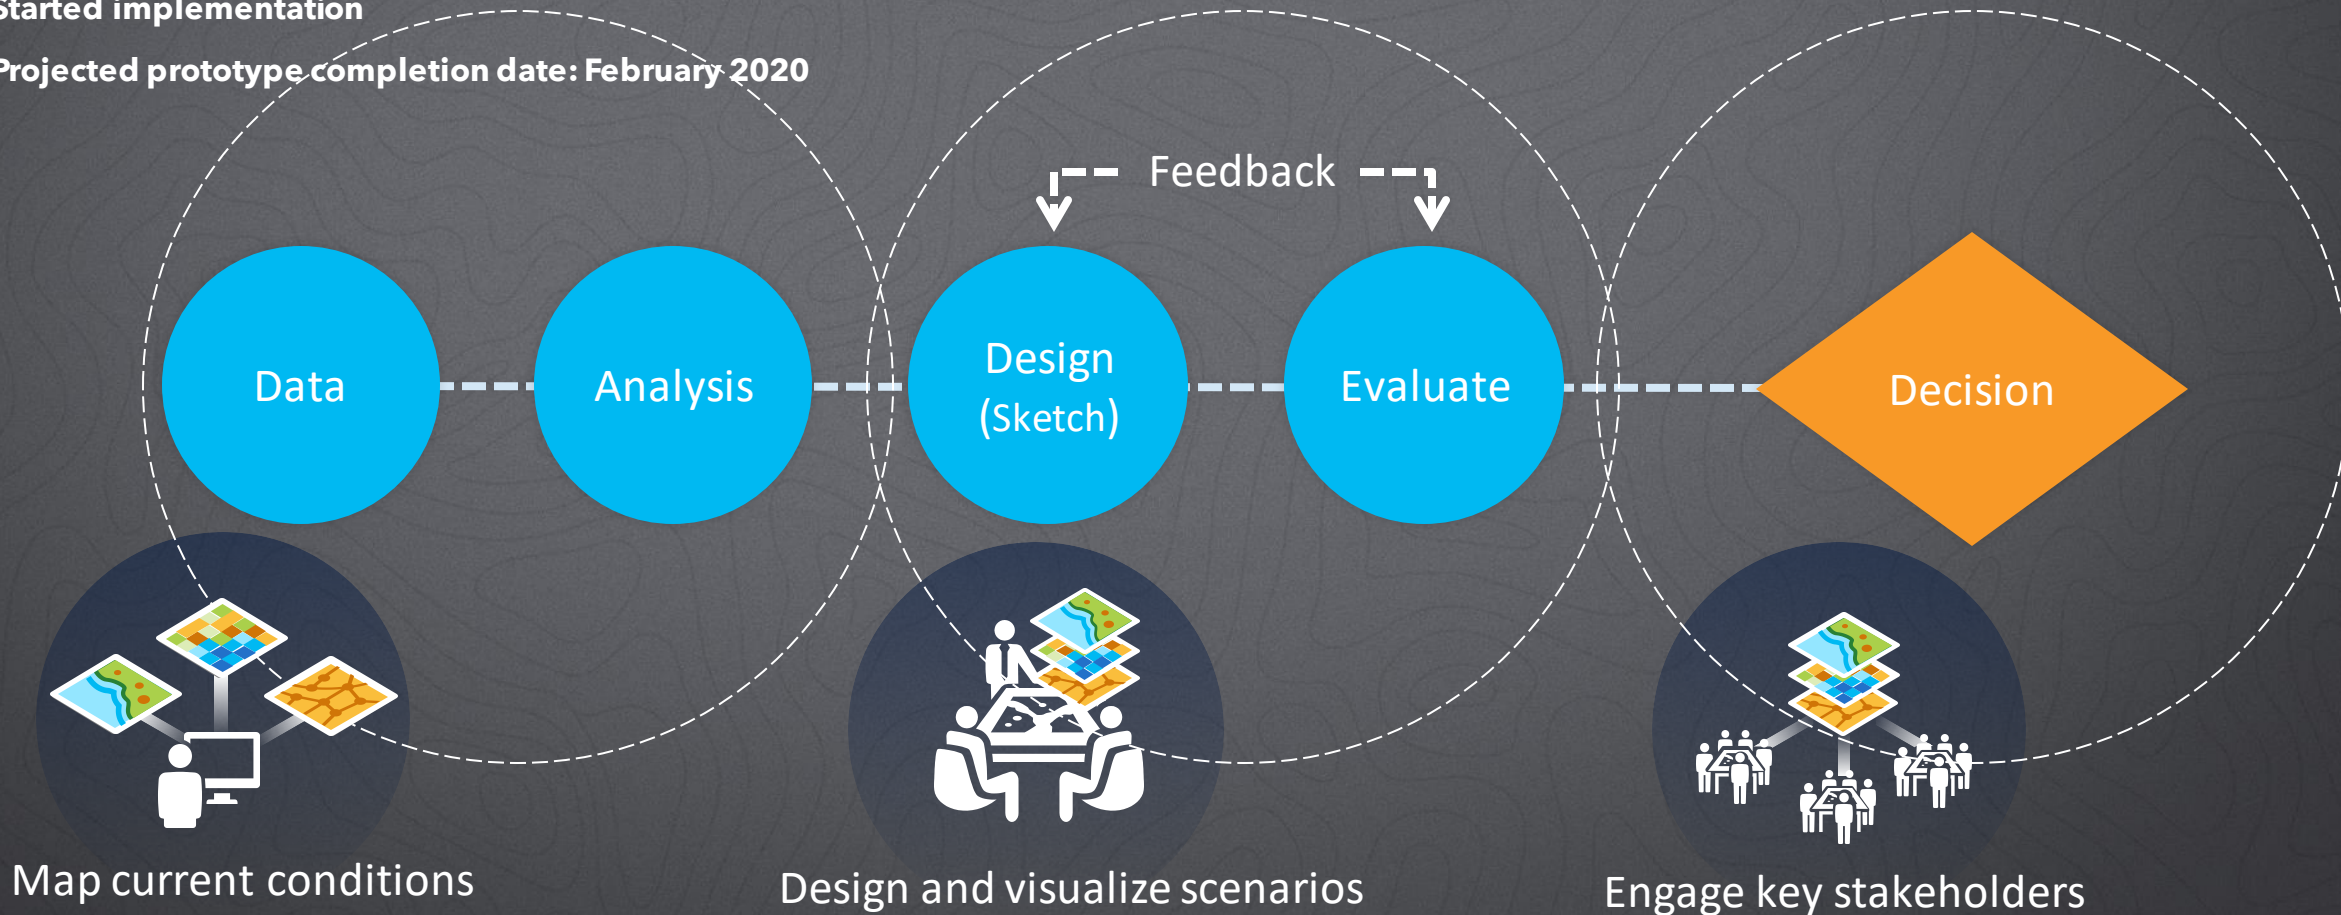 Started implementation
Projected prototype completion date: February 2020
Feedback
Data
Analysis
Design
(Sketch)
Evaluate
Decision
Map current conditions
Design and visualize scenarios
Engage key stakeholders